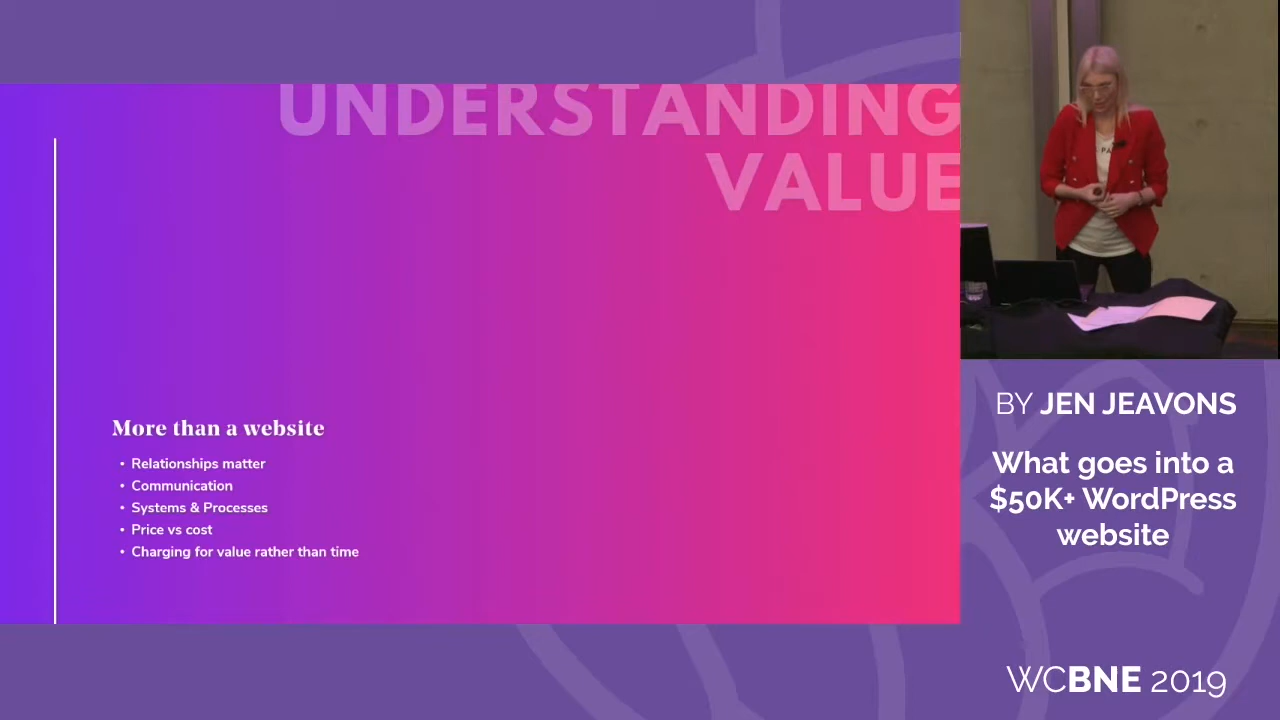 UNDERSTANDING
VALUE
More than a website
• Relationships matter
• Communication
• Systems & Processes
• Price vs cost
• Charging for value rather than time
PA
BY JEN JEAVONS
What goes into a
$50K+ WordPress
website
WCBNE 2019